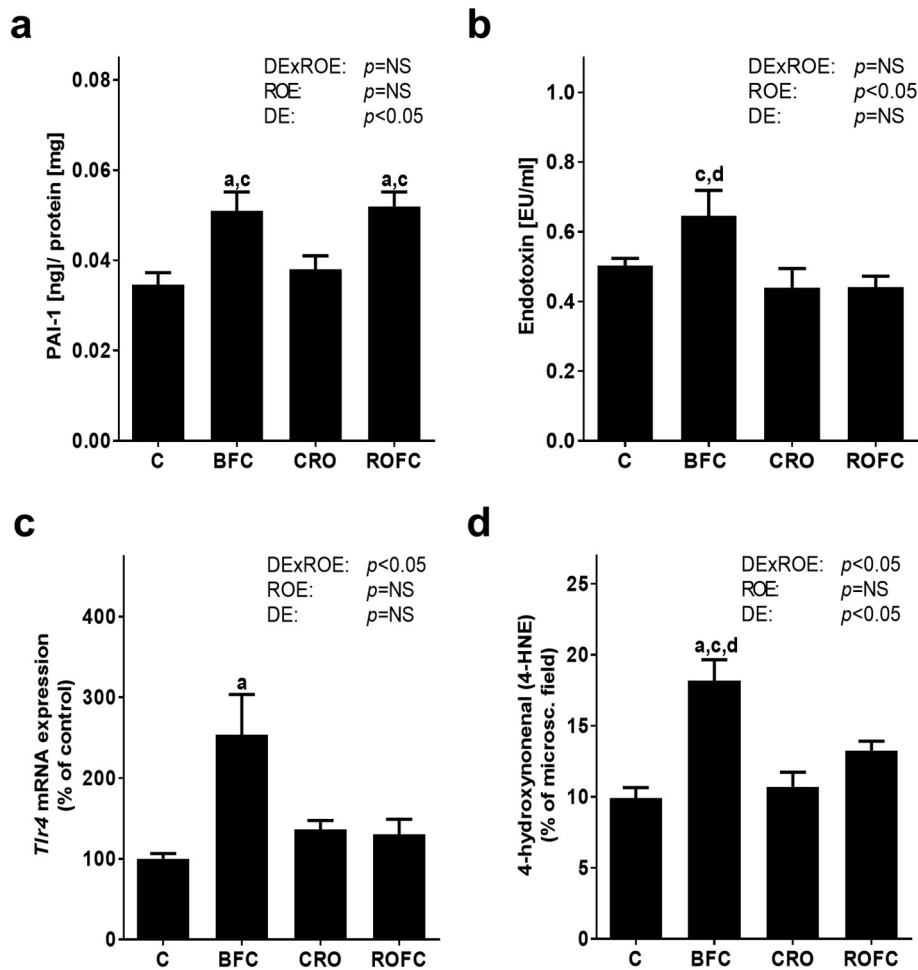 a
DExROE: p=NS
ROE: p=NS
DE: p<0.05
PAI-1 [ng]/ protein [mg]
0.08
0.06
0.04
0.02
0.00
a,c
a,c
C BFC CRO ROFC
b
DExROE: p=NS
ROE: p<0.05
DE: p=NS
Endotoxin [EU/ml]
1.0
0.8
0.6
0.4
0.2
0.0
c,d
C BFC CRO ROFC
c
DExROE: p<0.05
ROE: p=NS
DE: p=NS
Tlr4 mRNA expression
(% of control)
400
300
200
100
0
a
C BFC CRO ROFC
d
DExROE: p<0.05
ROE: p=NS
DE: p<0.05
4-hydroxynonenal (4-HNE)
(% of microsc. field)
25
20
15
10
5
0
a,c,d
C BFC CRO ROFC